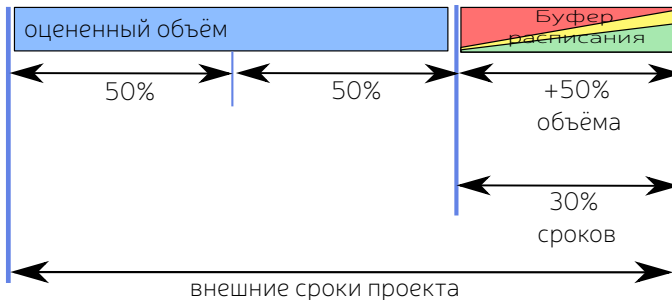 оцененный объём
Буфер
расписания
50%
50%
+50%
объёма
30%
сроков
внешние сроки проекта